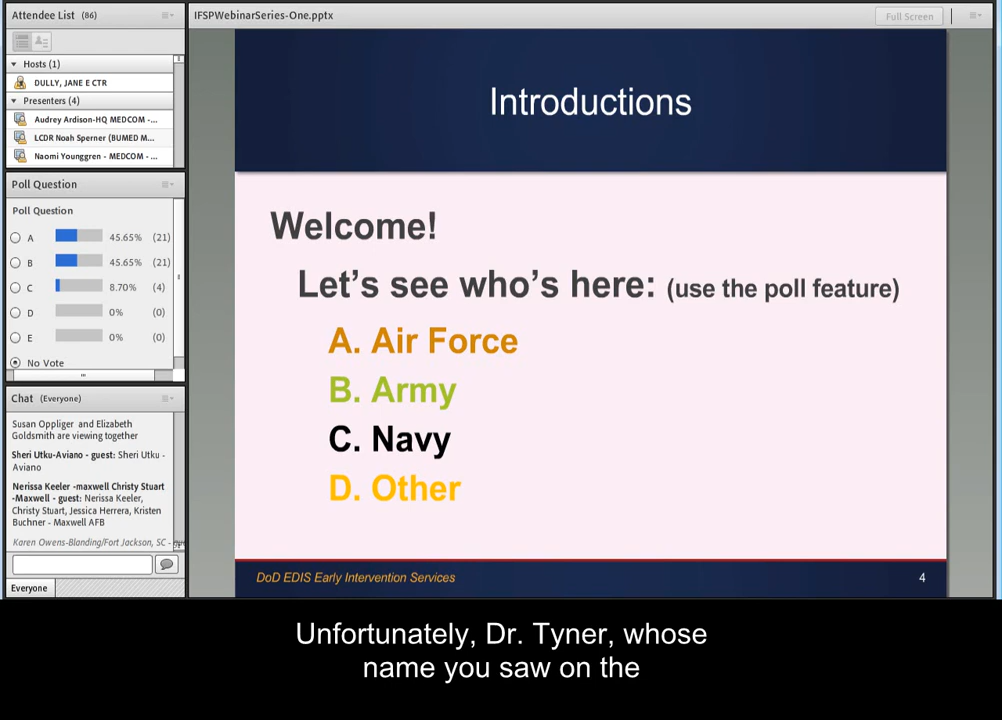 Attendee List (86)
Hosts (1)
DULLY, JANE E CTR
Presenters (4)
Audrey Ardison-HQ MEDCOM -...
LCDR Noah Sperner (BUMED M...
Naomi Younggren - MEDCOM - ...
Poll Question
Poll Question
A 45.65% (21)
B 45.65% (21)
C 8.70% (4)
D 0% (0)
E 0% (0)
No Vote
Chat (Everyone)
Susan Oppliger and Elizabeth
Goldsmith are viewing together
Sheri Utku-Aviano - guest: Sheri Utku -
Aviano
Nerissa Keeler -maxwell Christy Stuart
-Maxwell - guest: Nerissa Keeler,
Christy Stuart, Jessica Herrera, Kristen
Buchner - Maxwell AFB
Karen Owens-Blanding/Fort Jackson, SC -
Everyone
IFSPWebinarSeries-One.pptx
Full Screen
Introductions
Welcome!
Let's see who's here: (use the poll feature)
A. Air Force
B. Army
C. Navy
D. Other
DoD EDIS Early Intervention Services
4
Unfortunately, Dr. Tyner, whose
name you saw on the